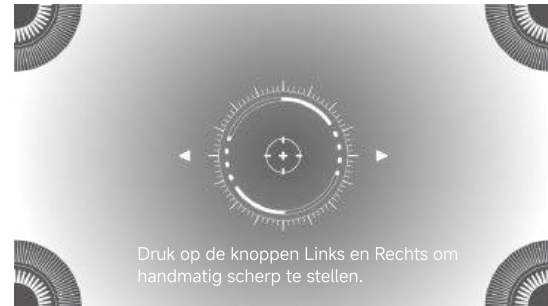 Druk op de knoppen Links en Rechts om
handmatig scherp te stellen.